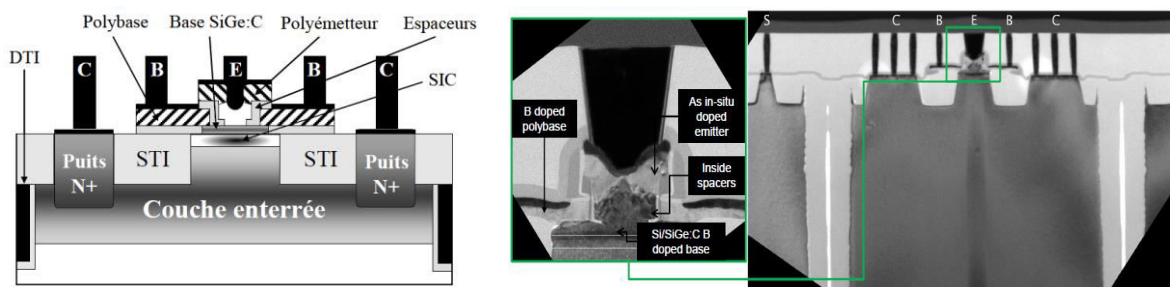 Polybase
Base SiGe:C
Polyémetteur
Espaceurs
DTI
C
B
E
B
C
SIC
Puits
N+
STI
STI
Puits
N+
Couche enterrée
B doped
polybase
As in-situ
doped
emitter
Inside
spacers
Si/SiGe:C B
doped base
S
C
B
E
B
C